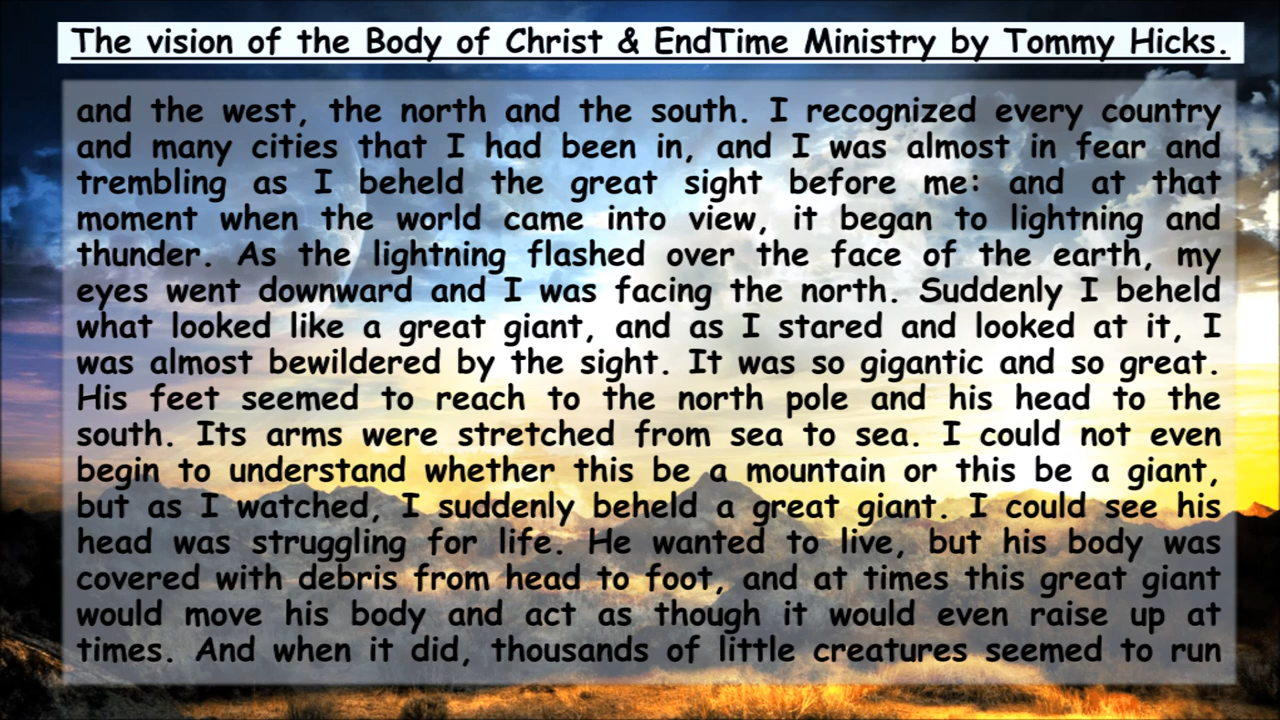 The vision of the Body of Christ & EndTime Ministry by Tommy Hicks.
and the west, the north and the south. I recognized every country
and many cities that I had been in, and I was almost in fear and
trembling as I beheld the great sight before me: and at that
moment when the world came into view, it began to lightning and
thunder. As the lightning flashed over the face of the earth, my
eyes went downward and I was facing the north. Suddenly I beheld
what looked like a great giant, and as I stared and looked at it, I
was almost bewildered by the sight. It was so gigantic and so great.
His feet seemed to reach to the north pole and his head to the
south. Its arms were stretched from sea to sea. I could not even
begin to understand whether this be a mountain or this be a giant,
but as I watched, I suddenly beheld a great giant. I could see his
head was struggling for life. He wanted to live, but his body was
covered with debris from head to foot, and at times this great giant
would move his body and act as though it would even raise up at
times. And when it did, thousands of little creatures seemed to run